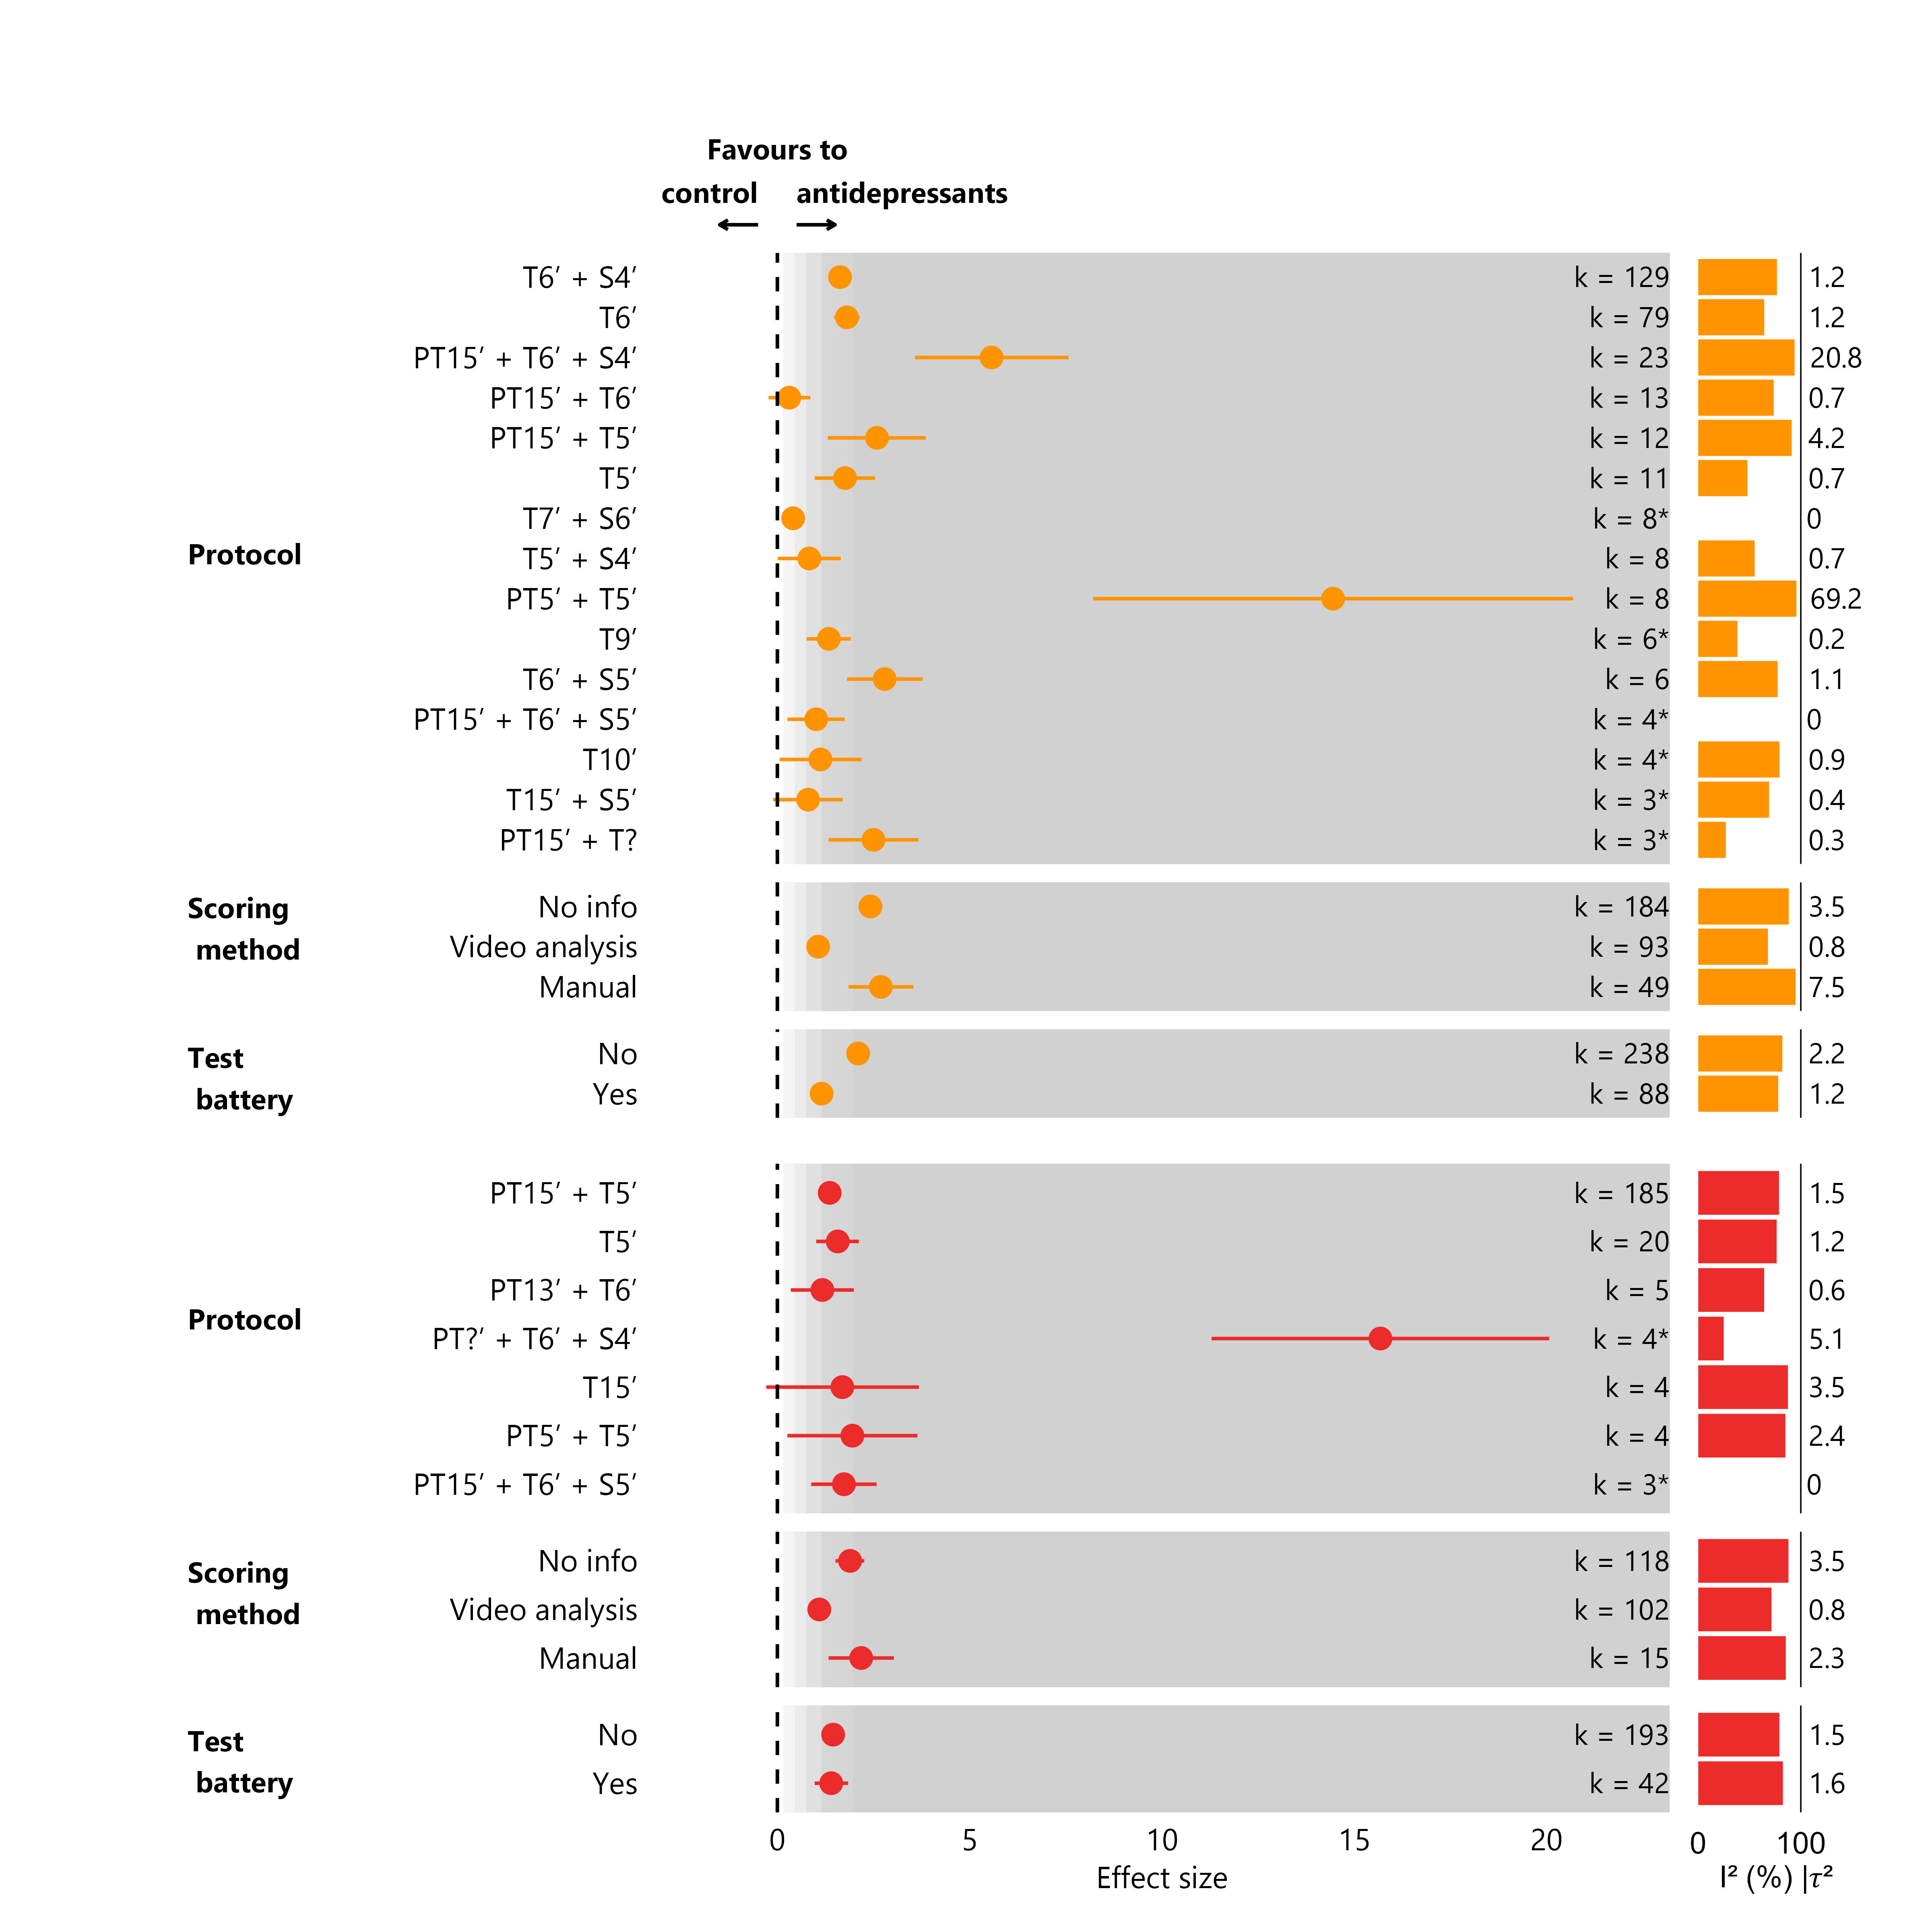 Favours to
control antidepressants
T6′ + S4′ k = 129 1.2
T6′ k = 79 1.2
PT15′ + T6′ + S4′ k = 23 20.8
PT15′ + T6′ k = 13 0.7
PT15′ + T5′ k = 12 4.2
T5′ k = 11 0.7
T7′ + S6′ k = 8* 0
Protocol T5′ + S4′ k = 8 0.7
PT5′ + T5′ k = 8 69.2
T9′ k = 6* 0.2
T6′ + S5′ k = 6 1.1
PT15′ + T6′ + S5′ k = 4* 0
T10′ k = 4* 0.9
T15′ + S5′ k = 3* 0.4
PT15′ + T? k = 3* 0.3
Scoring No info k = 184 3.5
method Video analysis k = 93 0.8
Manual k = 49 7.5
Test No k = 238 2.2
battery Yes k = 88 1.2
PT15′ + T5′ k = 185 1.5
T5′ k = 20 1.2
PT13′ + T6′ k = 5 0.6
Protocol PT?′ + T6′ + S4′ k = 4* 5.1
T15′ k = 4 3.5
PT5′ + T5′ k = 4 2.4
PT15′ + T6′ + S5′ k = 3* 0
Scoring No info k = 118 3.5
method Video analysis k = 102 0.8
Manual k = 15 2.3
Test No k = 193 1.5
battery Yes k = 42 1.6
0 5 10 15 20 0 100
Effect size I² (%) |τ²